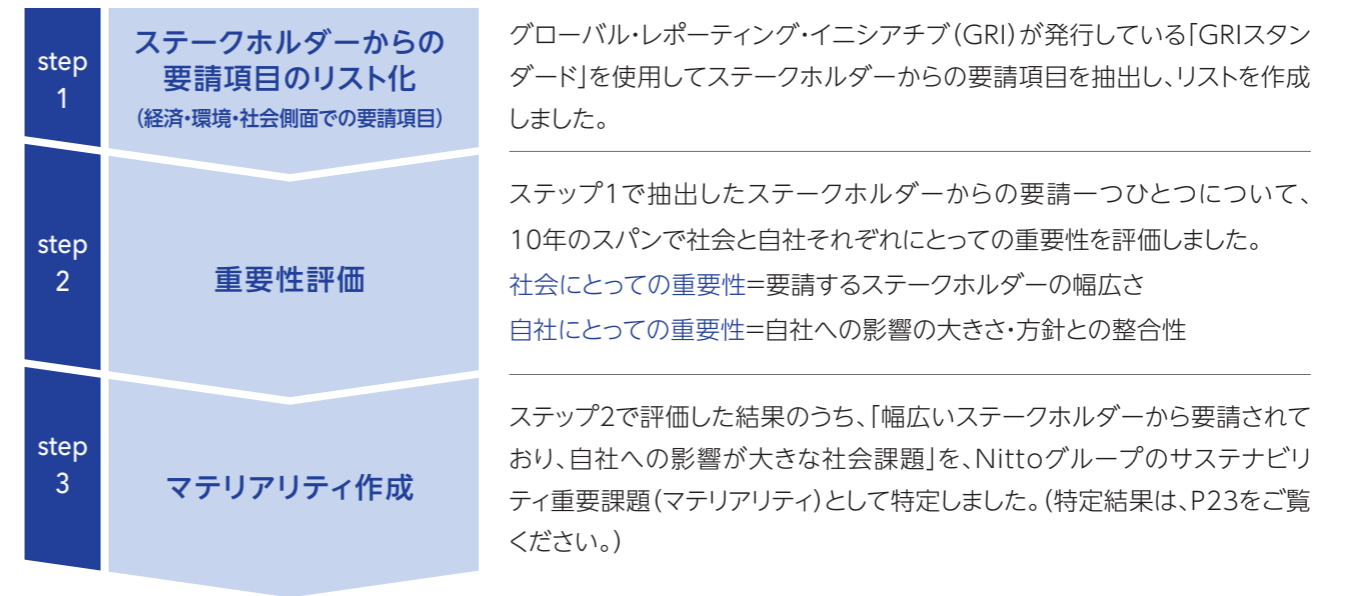 step
1
ステークホルダーからの
要請項目のリスト化
(経済・環境・社会側面での要請項目)
グローバル・レポーティング・イニシアチブ(GRI)が発行している「GRIスタン
ダード」を使用してステークホルダーからの要請項目を抽出し、リストを作成
しました。
step
2
重要性評価
ステップ1で抽出したステークホルダーからの要請一つひとつについて、
10年のスパンで社会と自社それぞれにとっての重要性を評価しました。
社会にとっての重要性=要請するステークホルダーの幅広さ
自社にとっての重要性=自社への影響の大きさ・方針との整合性
step
3
マテリアリティ作成
ステップ2で評価した結果のうち、「幅広いステークホルダーから要請されて
おり、自社への影響が大きな社会課題」を、Nittoグループのサステナビリ
ティ重要課題(マテリアリティ)として特定しました。(特定結果は、P23をご覧
ください。)